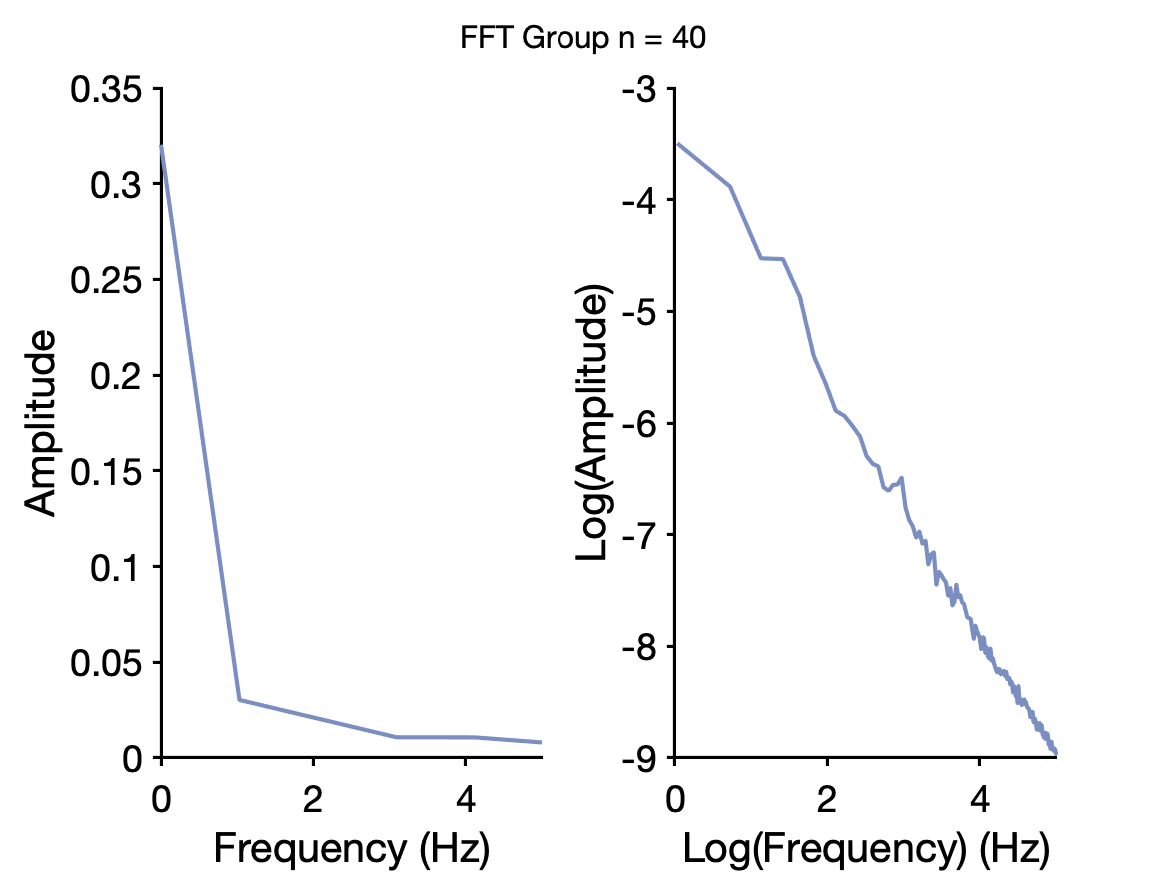 FFT Group n = 40
0.35
0.3
0.25
0.2
0.15
0.1
0.05
0
Amplitude
0 2 4
Frequency (Hz)
-3
-4
-5
-6
-7
-8
-9
Log(Amplitude)
0 2 4
Log(Frequency) (Hz)